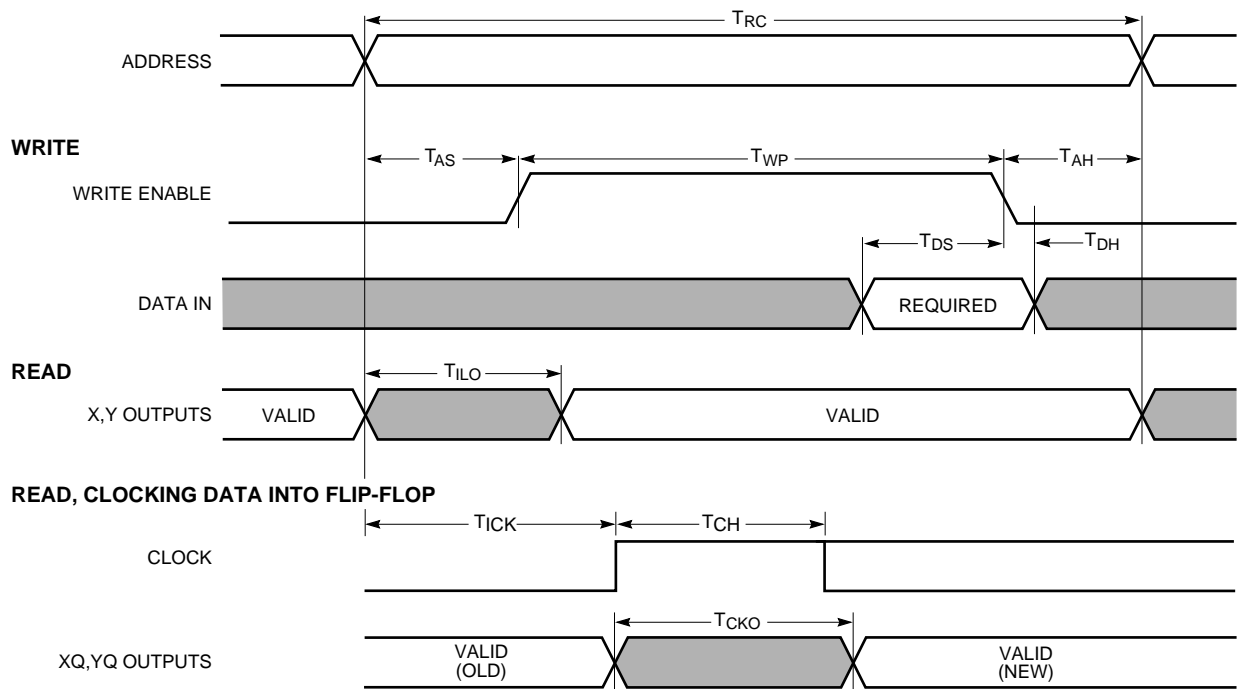 TRC
ADDRESS
WRITE
TAS
TWP
TAH
WRITE ENABLE
TDS
TDH
DATA IN
REQUIRED
READ
TILO
X,Y OUTPUTS
VALID
VALID
READ, CLOCKING DATA INTO FLIP-FLOP
TICK
TCH
CLOCK
TCKO
XQ,YQ OUTPUTS
VALID
(OLD)
VALID
(NEW)